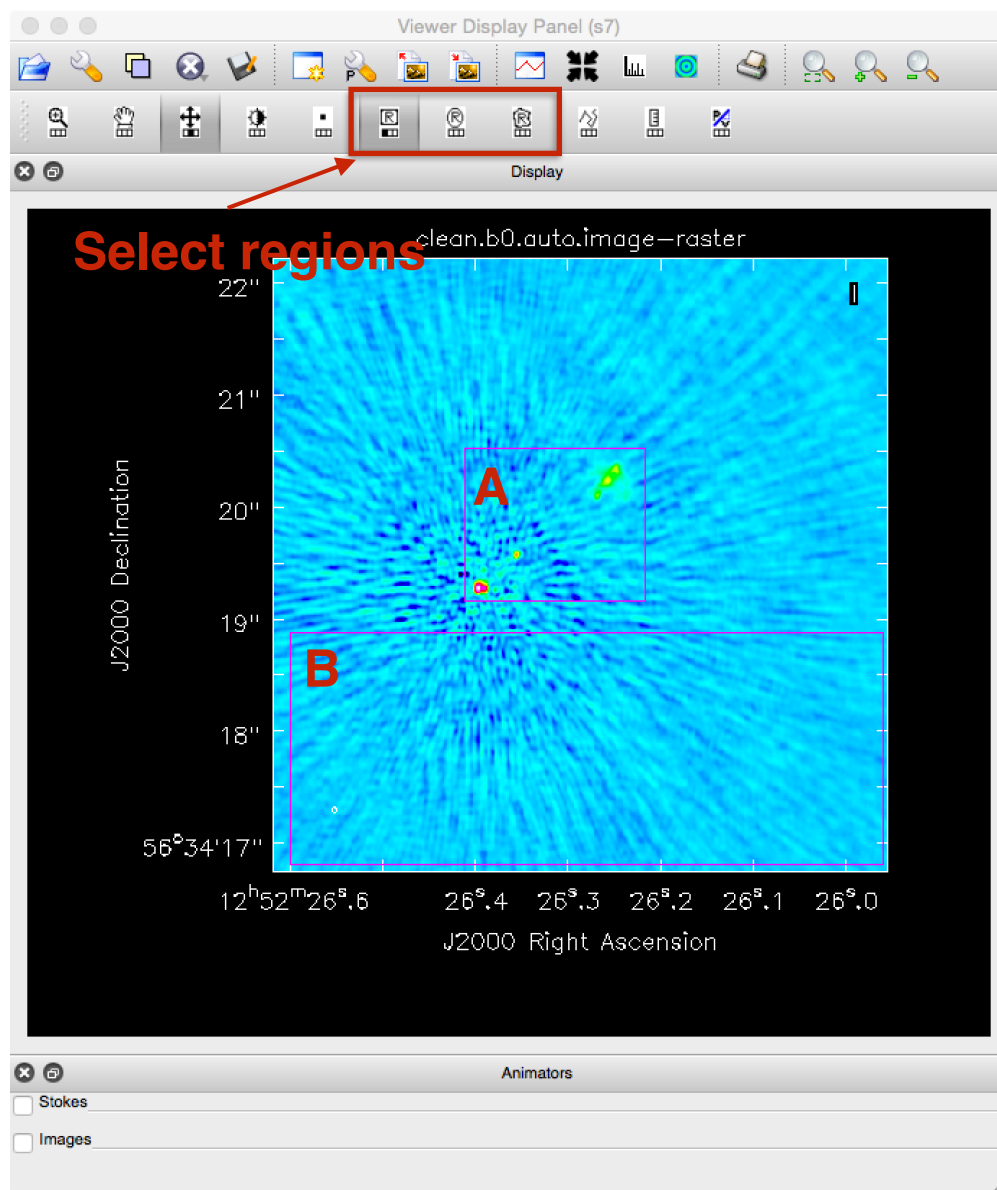 Viewer Display Panel (s7)
P
R R R
P/V
Display
Select regions
clean.b0.auto.image-raster
I
22"
21"
20"
19"
18"
56°34'17"
J2000 Declination
A
B
12ʰ52ᵐ26ˢ.6 26ˢ.4 26ˢ.3 26ˢ.2 26ˢ.1 26ˢ.0
J2000 Right Ascension
Animators
Stokes
Images